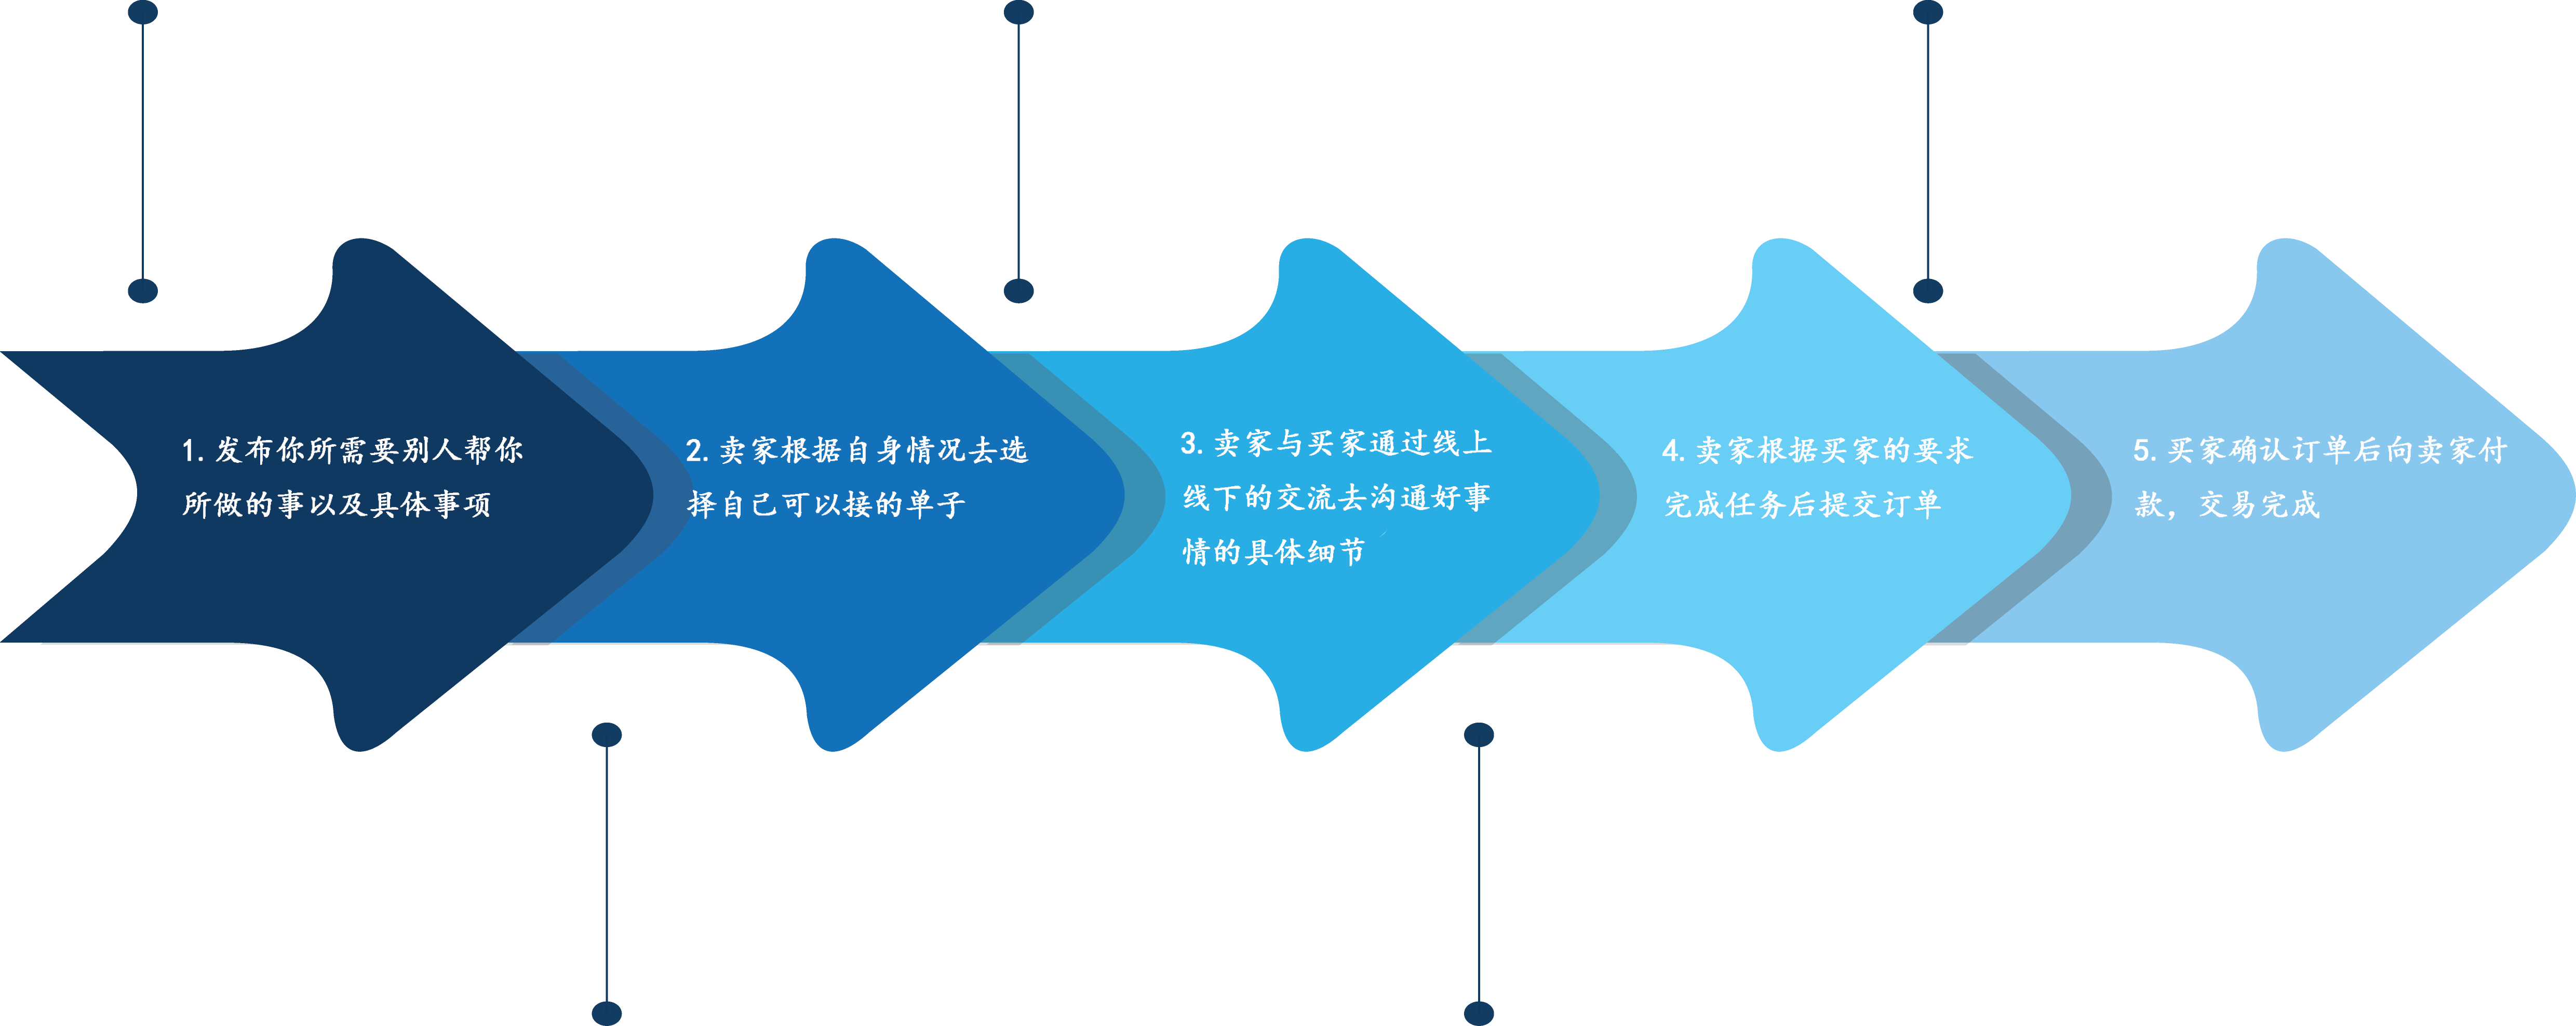 1. 发布你所需要别人帮你
所做的事以及具体事项
2. 卖家根据自身情况去选
择自己可以接的单子
3. 卖家与买家通过线上
线下的交流去沟通好事
情的具体细节
4. 卖家根据买家的要求
完成任务后提交订单
5. 买家确认订单后向卖家付
款，交易完成